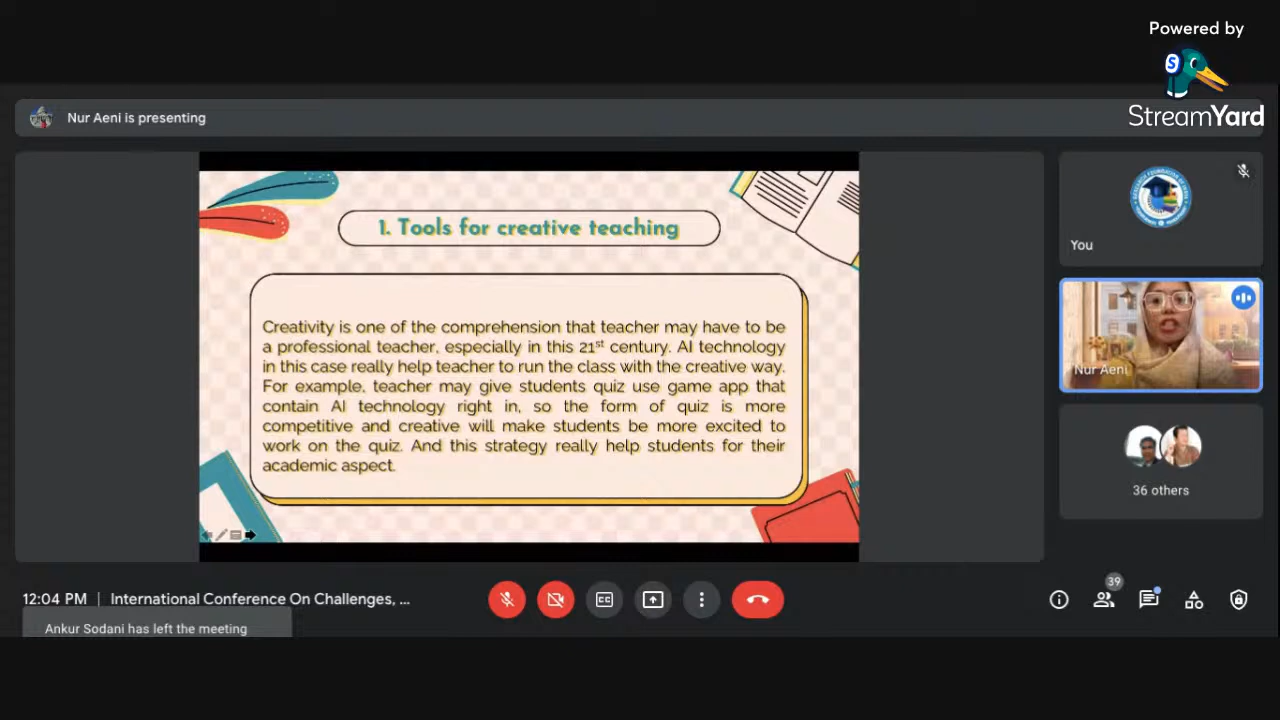 Powered by
StreamYard
Nur Aeni is presenting
1. Tools for creative teaching
Creativity is one of the comprehension that teacher may have to be
a professional teacher, especially in this 21st century. AI technology
in this case really help teacher to run the class with the creative way.
For example, teacher may give students quiz use game app that
contain AI technology right in, so the form of quiz is more
competitive and creative will make students be more excited to
work on the quiz. And this strategy really help students for their
academic aspect.
You
Nur Aeni
36 others
12:04 PM | International Conference On Challenges, ...
CC
39
Ankur Sodani has left the meeting